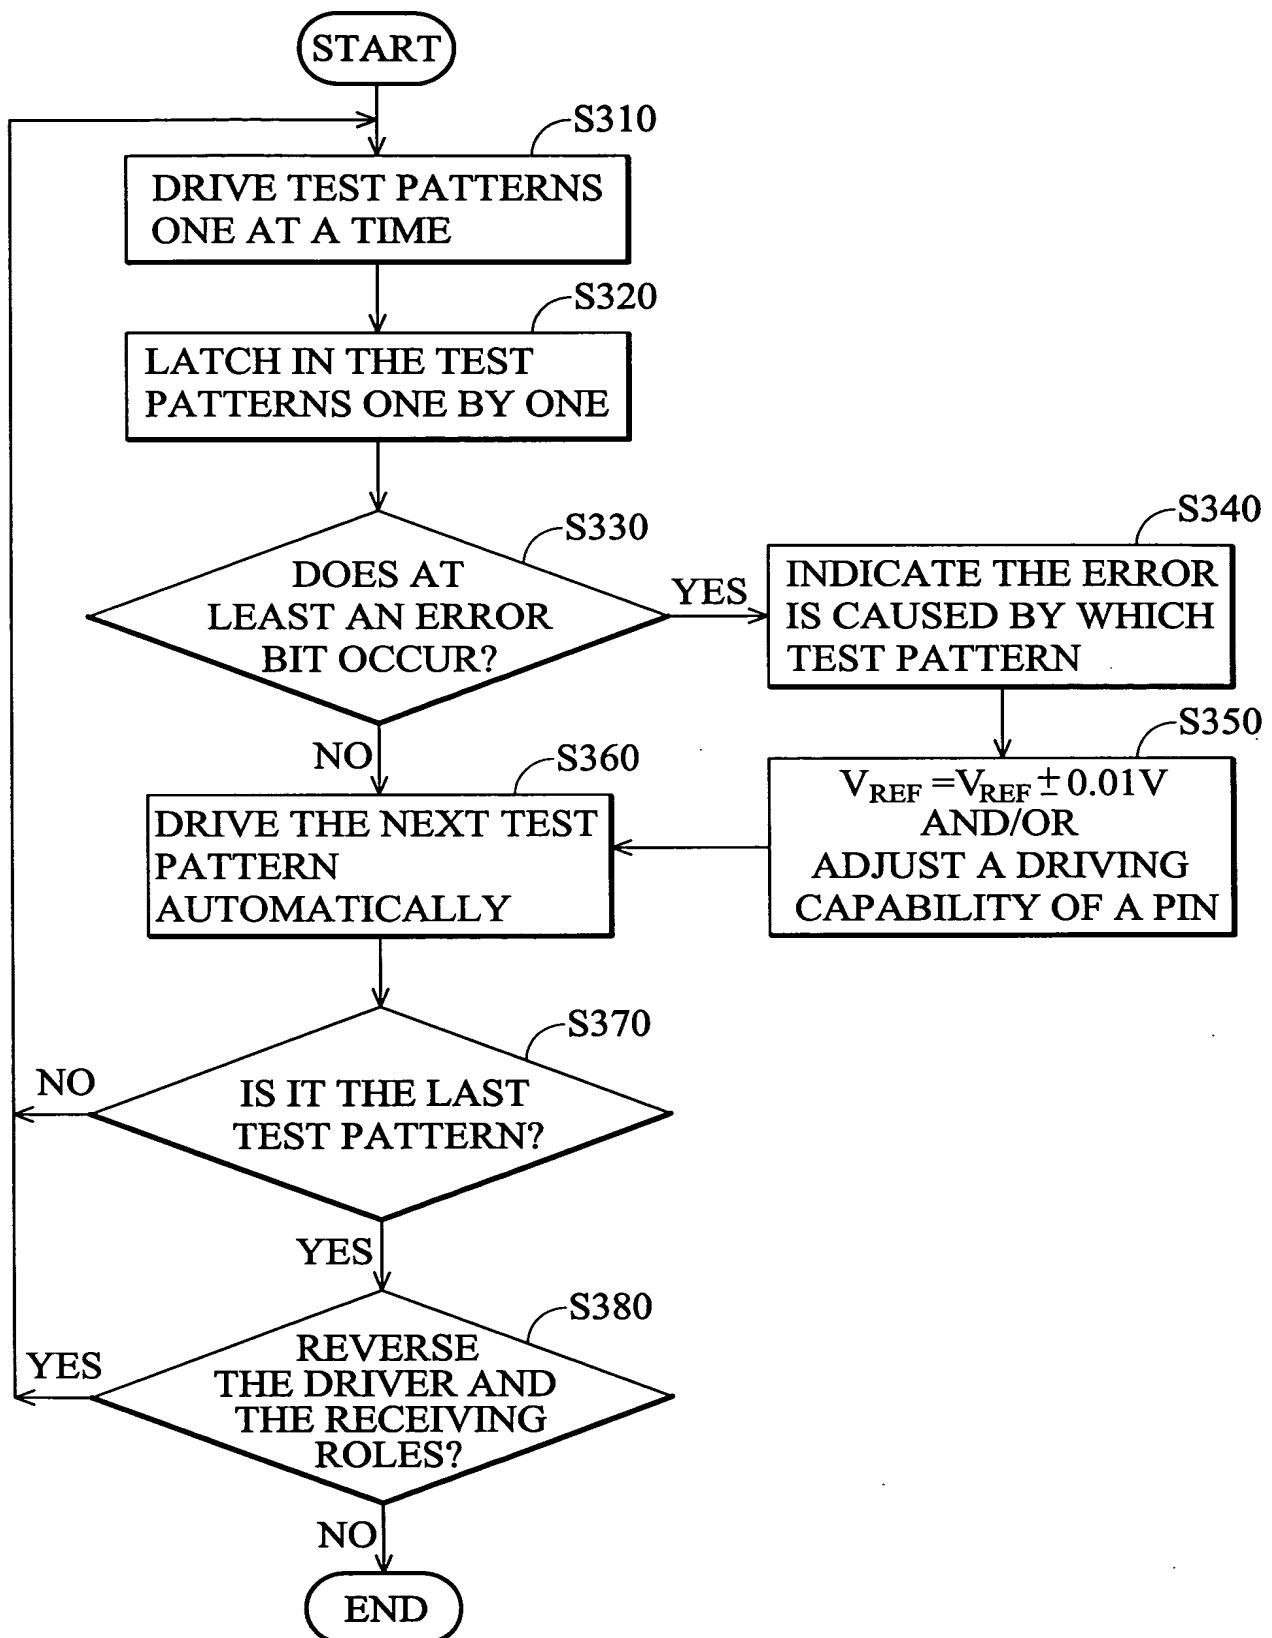 START
S310
DRIVE TEST PATTERNS
ONE AT A TIME
S320
LATCH IN THE TEST
PATTERNS ONE BY ONE
S330
DOES AT
LEAST AN ERROR
BIT OCCUR?
YES
S340
INDICATE THE ERROR
IS CAUSED BY WHICH
TEST PATTERN
S350
VREF =VREF ± 0.01V
AND/OR
ADJUST A DRIVING
CAPABILITY OF A PIN
NO
S360
DRIVE THE NEXT TEST
PATTERN
AUTOMATICALLY
S370
IS IT THE LAST
TEST PATTERN?
NO
YES
S380
REVERSE
THE DRIVER AND
THE RECEIVING
ROLES?
YES
NO
END